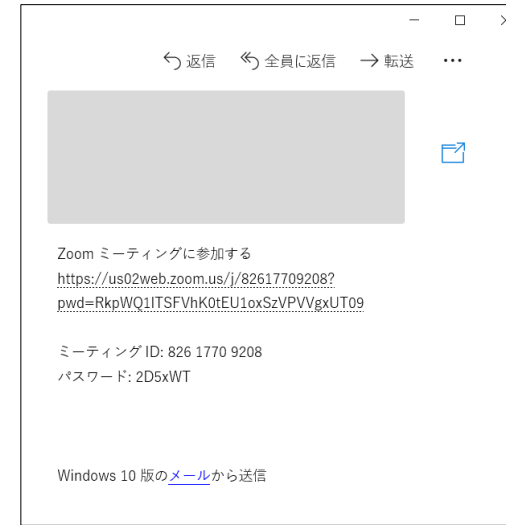 返信 全員に返信 転送 …
Zoom ミーティングに参加する
https://us02web.zoom.us/j/82617709208?
pwd=RkpWQ1lTSFVhK0tEU1oxSzVPVVgxUT09
ミーティング ID: 826 1770 9208
パスワード: 2D5xWT
Windows 10 版のメールから送信